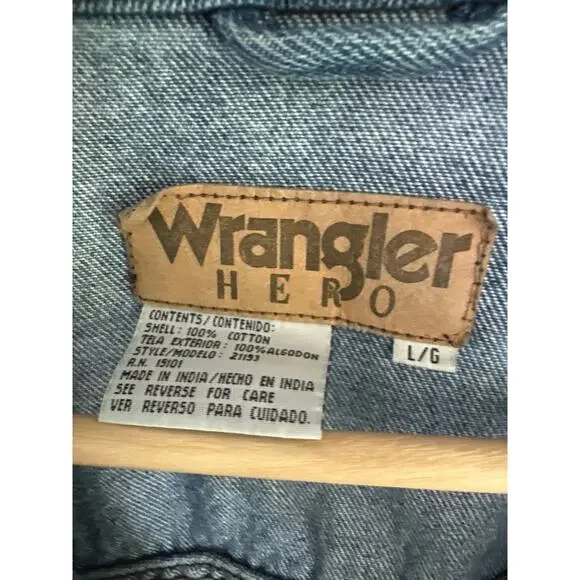 Wrangler
HERO
CONTENTS/CONTENIDO:
SHELL: 100% COTTON
TELA EXTERIOR: 100% ALGODON
STYLE/MODELO: 21193
R.N. 15101
MADE IN INDIA/HECHO EN INDIA
SEE REVERSE FOR CARE
VER REVERSO PARA CUIDADO.
L/G